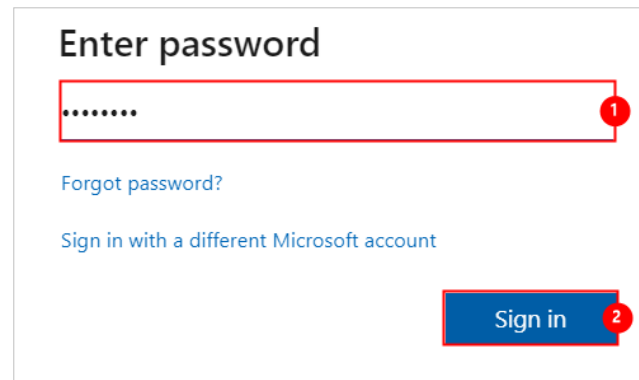 Enter password
••••••••
1
Forgot password?
Sign in with a different Microsoft account
Sign in
2